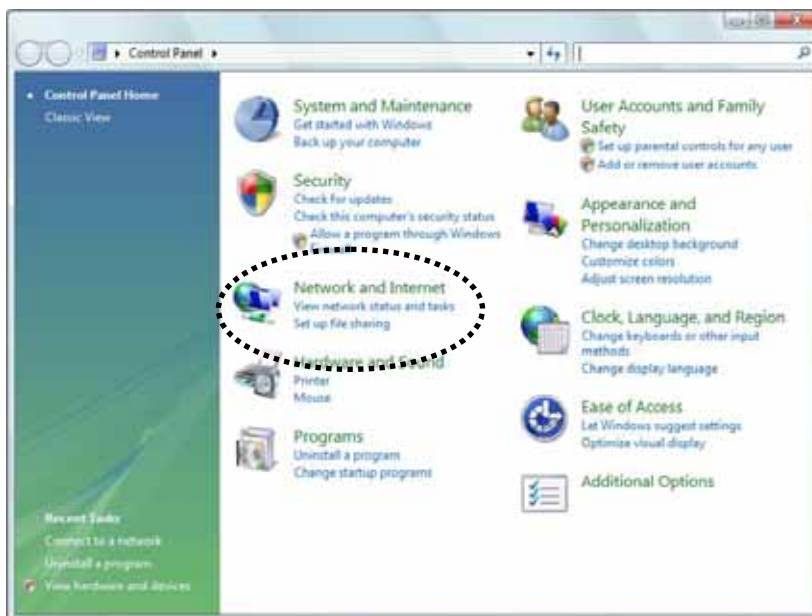 Control Panel
Control Panel Home
Classic View
System and Maintenance
Get started with Windows
Back up your computer
Security
Check for updates
Check this computer's security status
Allow a program through Windows
Network and Internet
View network status and tasks
Set up file sharing
Hardware and Sound
Printer
Mouse
Programs
Uninstall a program
Change startup programs
User Accounts and Family
Safety
Set up parental controls for any user
Add or remove user accounts
Appearance and
Personalization
Change desktop background
Customize colors
Adjust screen resolution
Clock, Language, and Region
Change keyboards or other input
methods
Change display language
Ease of Access
Let Windows suggest settings
Optimize visual display
Additional Options
Recent Tasks
Connect to a network
Uninstall a program
View hardware and devices